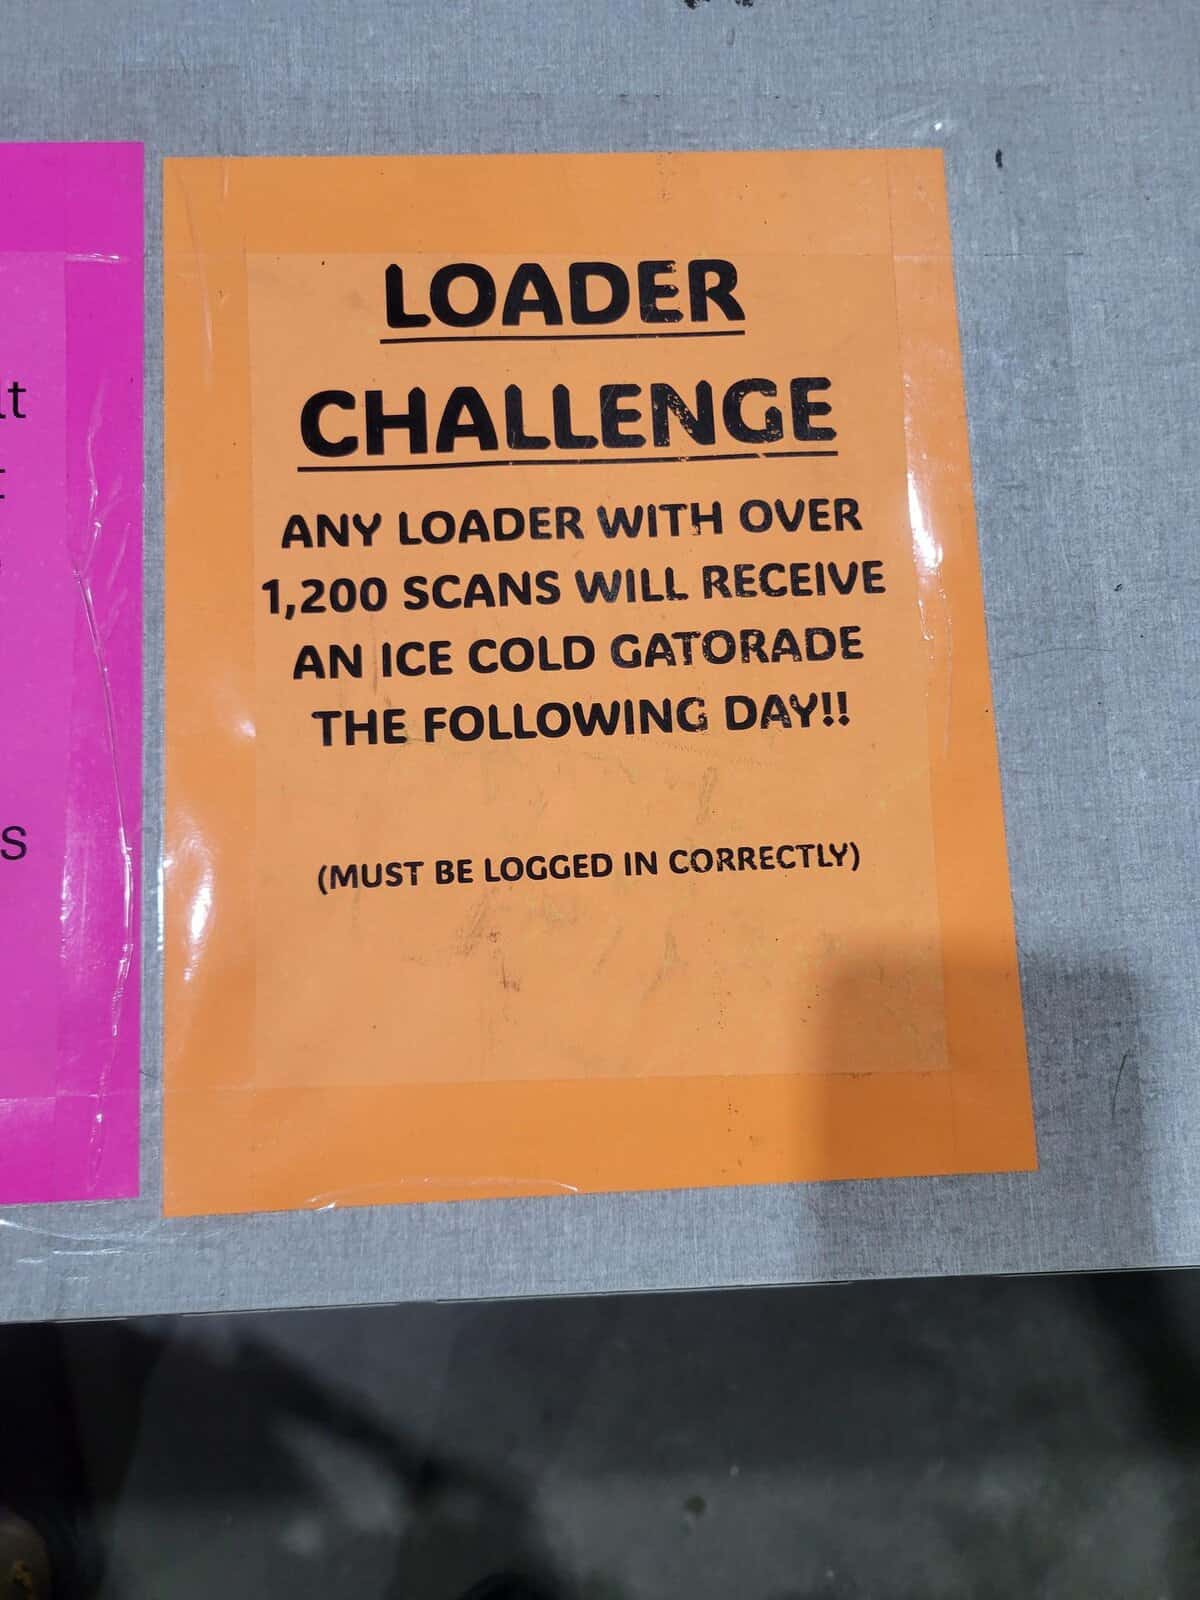 LOADER
CHALLENGE
ANY LOADER WITH OVER
1,200 SCANS WILL RECEIVE
AN ICE COLD GATORADE
THE FOLLOWING DAY!!
(MUST BE LOGGED IN CORRECTLY)